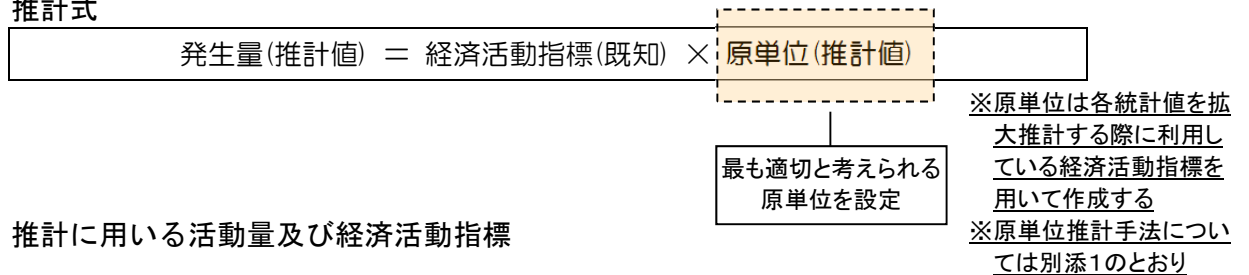 推計式
発生量(推計値) ＝ 経済活動指標(既知) × 原単位(推計値)
最も適切と考えられる
原単位を設定
※原単位は各統計値を拡
大推計する際に利用し
ている経済活動指標を
用いて作成する
※原単位推計手法につい
ては別添１のとおり
推計に用いる活動量及び経済活動指標